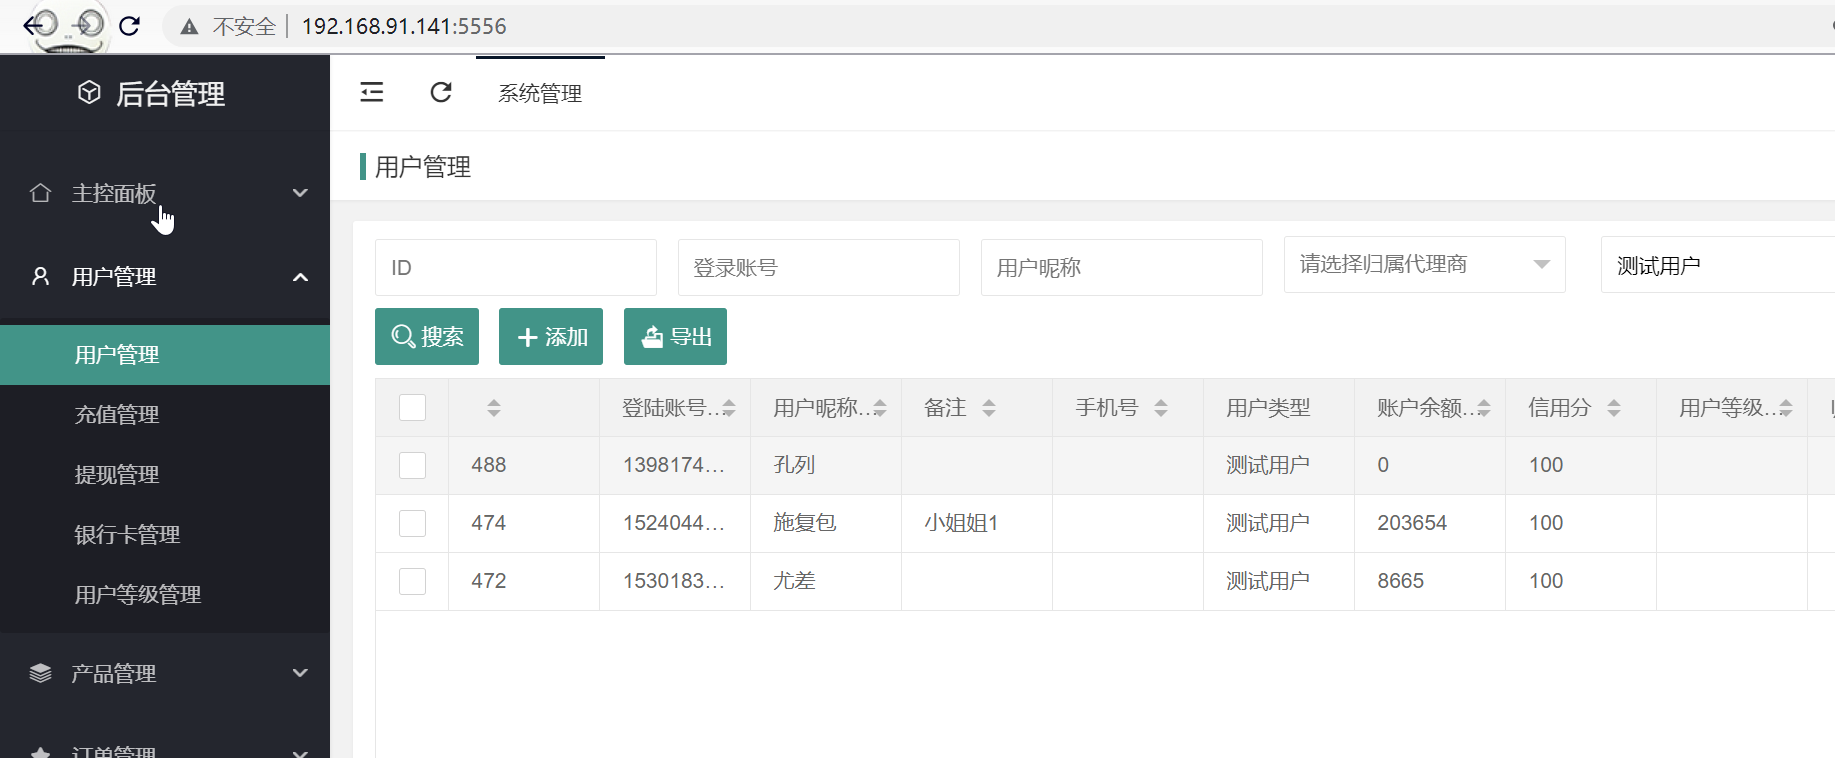 不安全 192.168.91.141:5556
后台管理
系统管理
用户管理
主控面板
用户管理
用户管理
充值管理
提现管理
银行卡管理
用户等级管理
产品管理
订单管理
ID 登录账号 用户昵称 请选择归属代理商 测试用户
搜索 添加 导出
登陆账号... 用户昵称... 备注 手机号 用户类型 账户余额... 信用分 用户等级...
488 1398174... 孔列 测试用户 0 100
474 1524044... 施复包 小姐姐1 测试用户 203654 100
472 1530183... 尤差 测试用户 8665 100